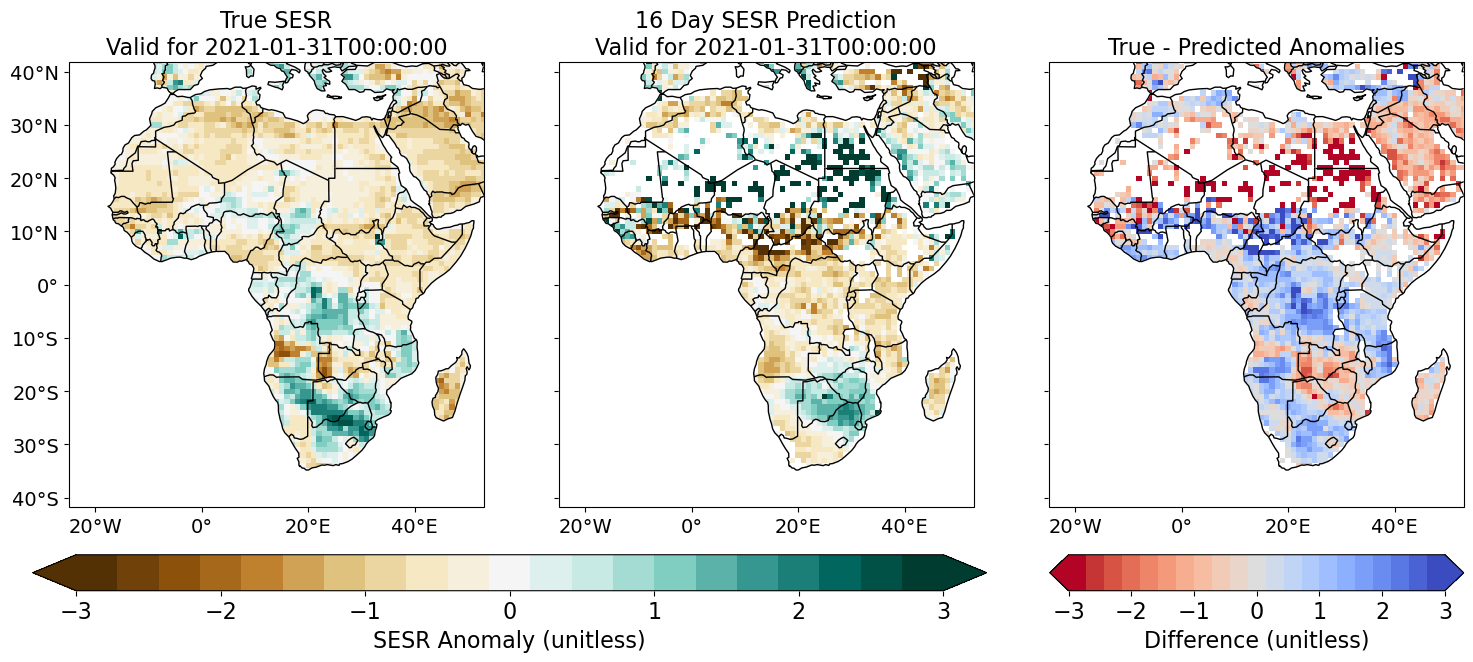 True SESR
Valid for 2021-01-31T00:00:00
16 Day SESR Prediction
Valid for 2021-01-31T00:00:00
True - Predicted Anomalies
40°N
30°N
20°N
10°N
0°
10°S
20°S
30°S
40°S
20°W 0° 20°E 40°E
20°W 0° 20°E 40°E
20°W 0° 20°E 40°E
−3 −2 −1 0 1 2 3
SESR Anomaly (unitless)
−3 −2 −1 0 1 2 3
Difference (unitless)